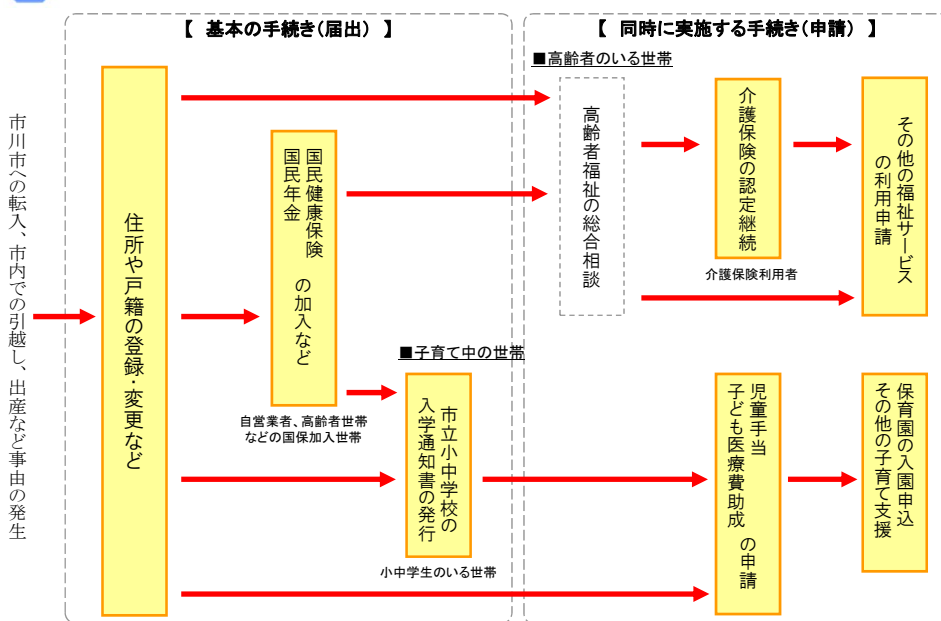 【 基本の手続き(届出) 】
【 同時に実施する手続き(申請) 】
市川市への転入、市内での引越し、出産など事由の発生
住所や戸籍の登録・変更など
国民健康保険
国民年金
の加入など
自営業者、高齢者世帯
などの国保加入世帯
■高齢者のいる世帯
高齢者福祉の総合相談
介護保険の認定継続
介護保険利用者
その他の福祉サービス
の利用申請
■子育て中の世帯
市立小中学校の
入学通知書の発行
小中学生のいる世帯
児童手当
子ども医療費助成
の申請
保育園の入園申込
その他の子育て支援